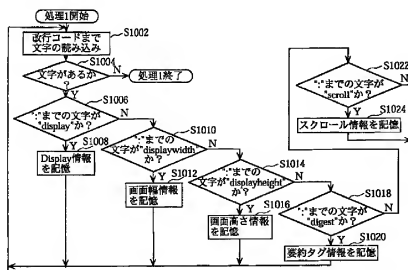 処理1開始
S1002
改行コードまで
文字の読み込み
S1004
文字があるか
?
N
処理1終了
Y
S1006
":"までの文字が
"display"か?
N
Y
S1008
Display情報
を記憶
S1010
":"までの
文字が"displaywidth"
か?
N
Y
S1012
画面幅情報
を記憶
S1014
":"までの
文字が"displayheight"
か?
N
Y
S1016
画面高さ情報
を記憶
S1018
":"までの文字が
"digest"か?
N
Y
S1020
要約タグ情報を記憶
S1022
":"までの文字が
"scroll"か?
N
Y
S1024
スクロール情報を記憶